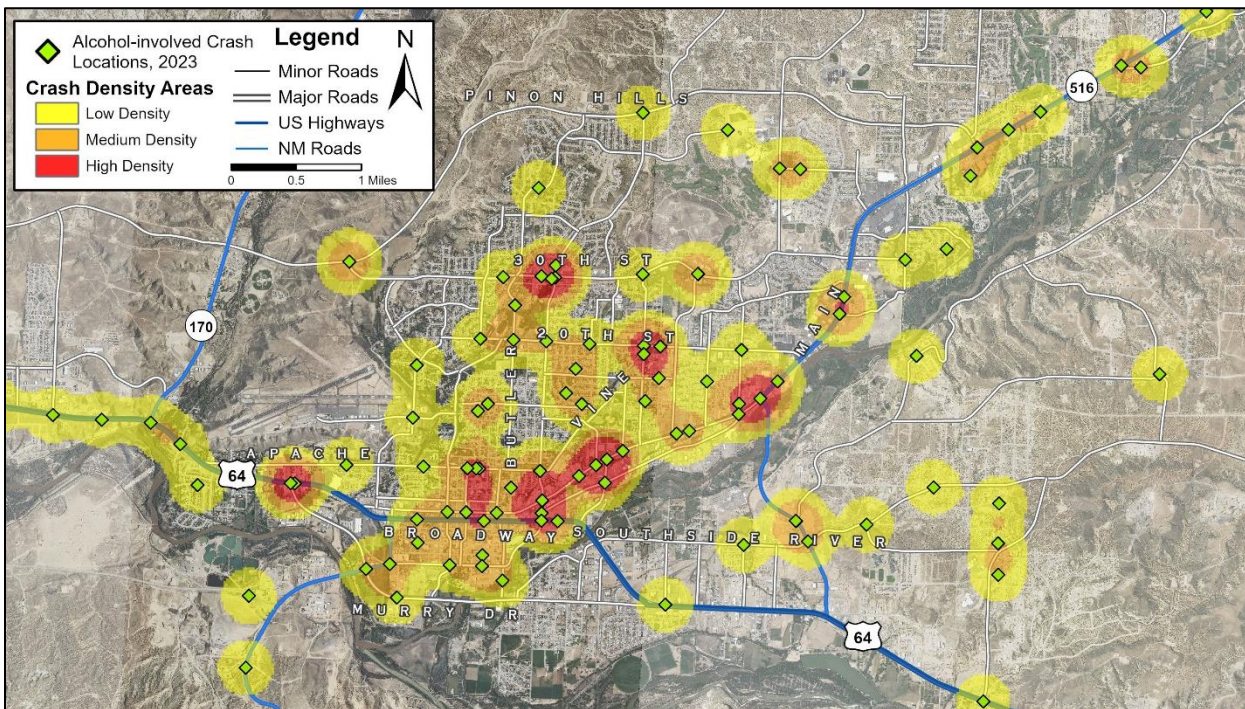 Alcohol-involved Crash
Locations, 2023
Crash Density Areas
Low Density
Medium Density
High Density
Legend
Minor Roads
Major Roads
US Highways
NM Roads
0 0.5 1 Miles
N
PINON HILLS
516
30TH ST
170
20TH ST
MAIN
BUTLER
VINE
APACHE
64
BROADWAY
SOUTHSIDE RIVER
MURRY DR
64